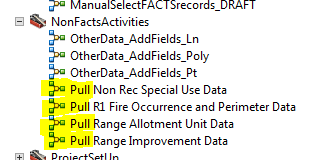 ManualSelectFACTSrecords_DRAFT
NonFactsActivities
OtherData_AddFields_Ln
OtherData_AddFields_Poly
OtherData_AddFields_Pt
Pull Non Rec Special Use Data
Pull R1 Fire Occurrence and Perimeter Data
Pull Range Allotment Unit Data
Pull Range Improvement Data
ProjectSetUp